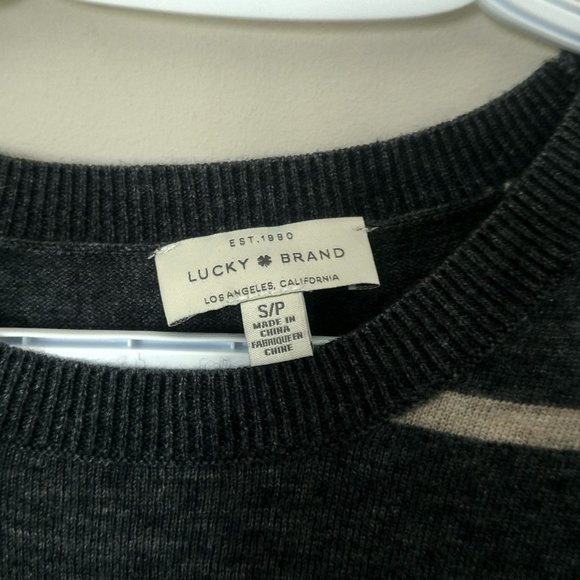 EST.1990
LUCKY BRAND
LOS ANGELES, CALIFORNIA
S/P
MADE IN
CHINA
FABRIQUE EN
CHINE